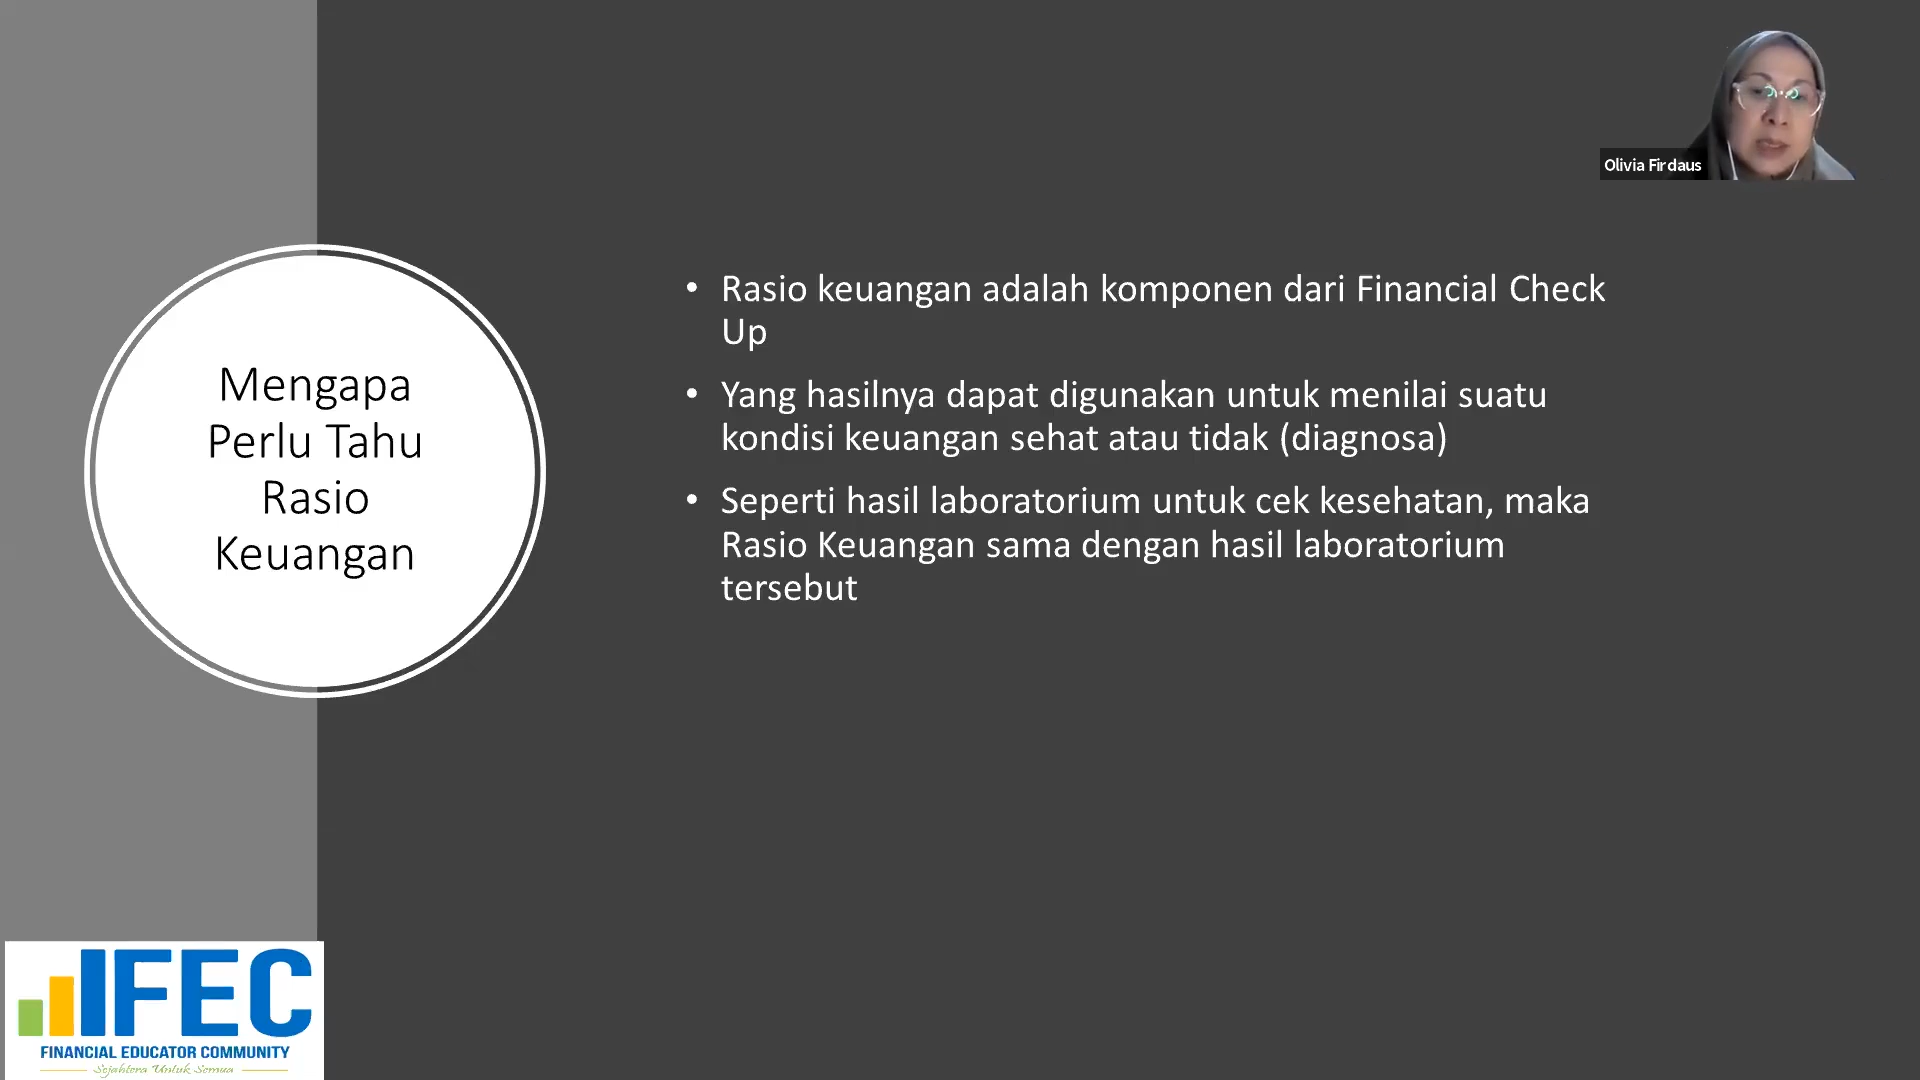 Olivia Firdaus
Mengapa
Perlu Tahu
Rasio
Keuangan
• Rasio keuangan adalah komponen dari Financial Check
Up
• Yang hasilnya dapat digunakan untuk menilai suatu
kondisi keuangan sehat atau tidak (diagnosa)
• Seperti hasil laboratorium untuk cek kesehatan, maka
Rasio Keuangan sama dengan hasil laboratorium
tersebut
IFEC
FINANCIAL EDUCATOR COMMUNITY
Sejahtera Untuk Semua